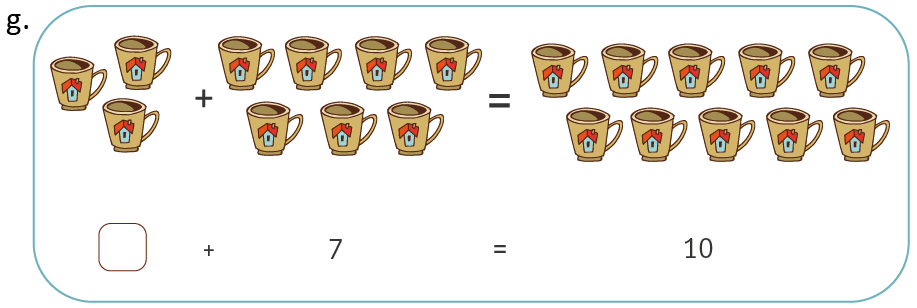 g.
+ =
+ 7 = 10